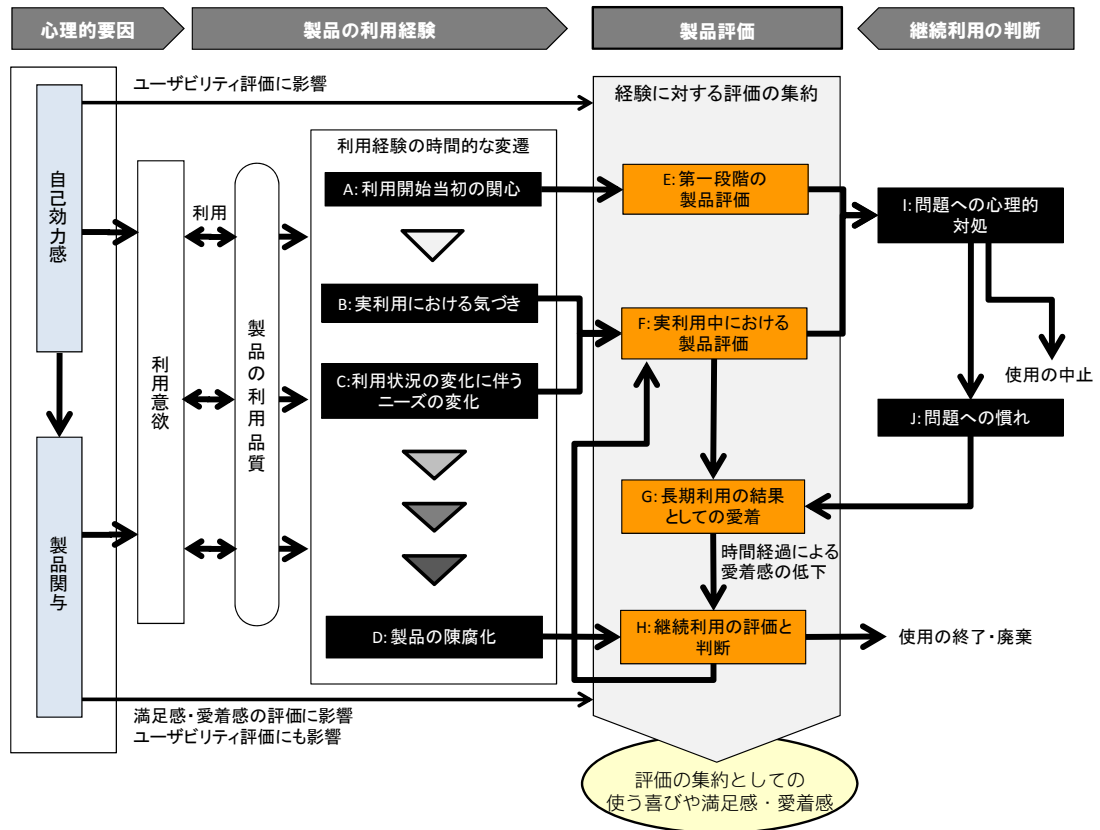 心理的要因
製品の利用経験
製品評価
継続利用の判断
ユーザビリティ評価に影響
経験に対する評価の集約
自己効力感
製品関与
利用意欲
利用
製品の利用品質
利用経験の時間的な変遷
A:利用開始当初の関心
B:実利用における気づき
C:利用状況の変化に伴う
ニーズの変化
D:製品の陳腐化
E:第一段階の
製品評価
F:実利用中における
製品評価
G:長期利用の結果
としての愛着
時間経過による
愛着感の低下
H:継続利用の評価と
判断
I:問題への心理的
対処
使用の中止
J:問題への慣れ
使用の終了・廃棄
満足感・愛着感の評価に影響
ユーザビリティ評価にも影響
評価の集約としての
使う喜びや満足感・愛着感